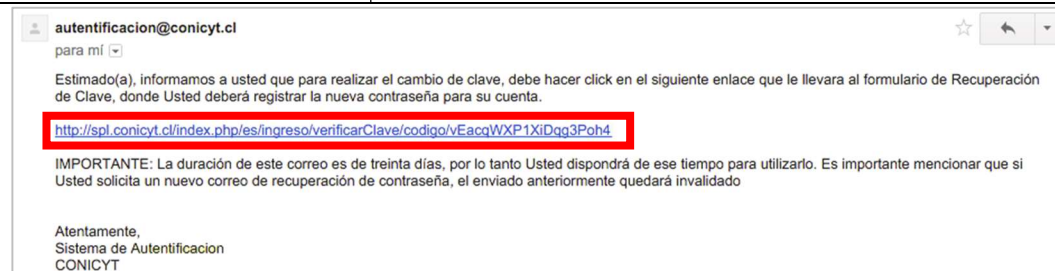 autentificacion@conicyt.cl
para mí
Estimado(a), informamos a usted que para realizar el cambio de clave, debe hacer click en el siguiente enlace que le llevara al formulario de Recuperación
de Clave, donde Usted deberá registrar la nueva contraseña para su cuenta.
http://spl.conicyt.cl/index.php/es/ingreso/verificarClave/codigo/vEacqWXP1XiDqg3Poh4
IMPORTANTE: La duración de este correo es de treinta días, por lo tanto Usted dispondrá de ese tiempo para utilizarlo. Es importante mencionar que si
Usted solicita un nuevo correo de recuperación de contraseña, el enviado anteriormente quedará invalidado
Atentamente,
Sistema de Autentificacion
CONICYT